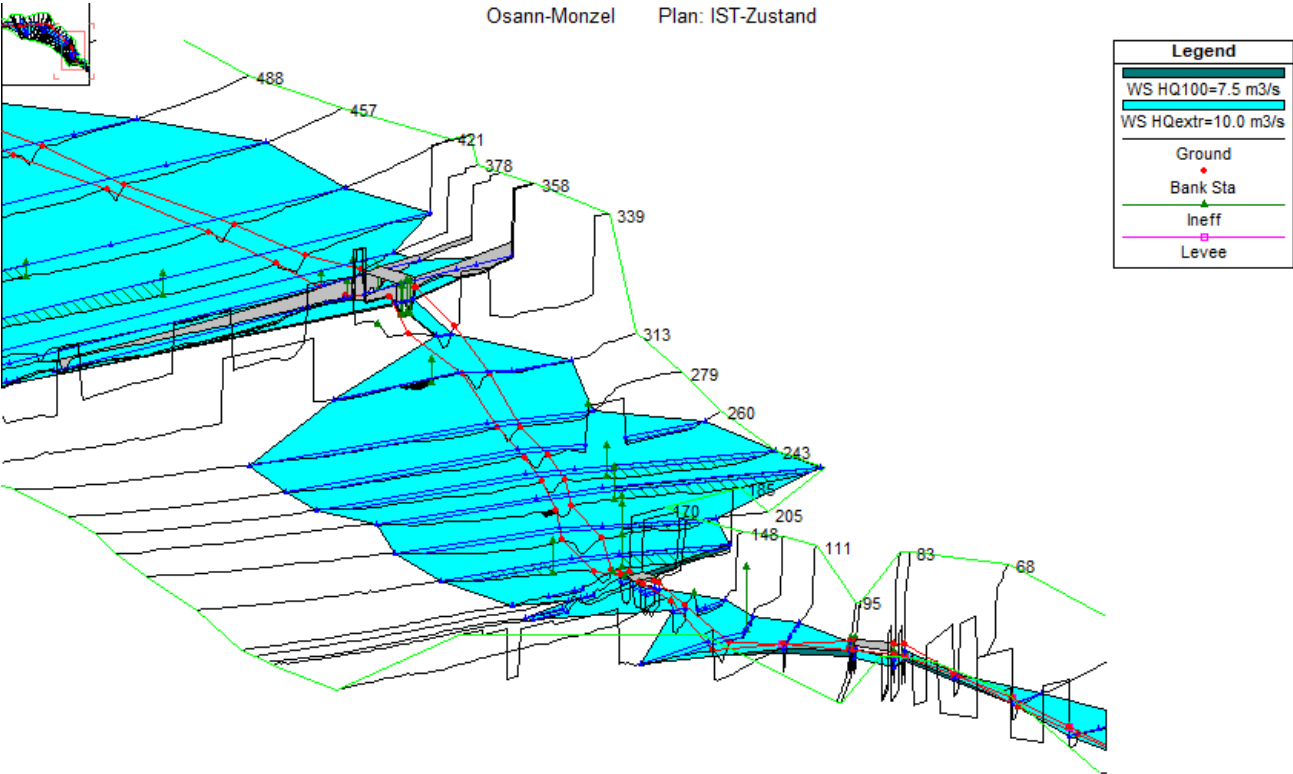 Osann-Monzel Plan: IST-Zustand
Legend
WS HQ100=7.5 m3/s
WS HQextr=10.0 m3/s
Ground
Bank Sta
Ineff
Levee
488
457
421
378
358
339
313
279
260
243
185
205
170
148
111
95
83
68